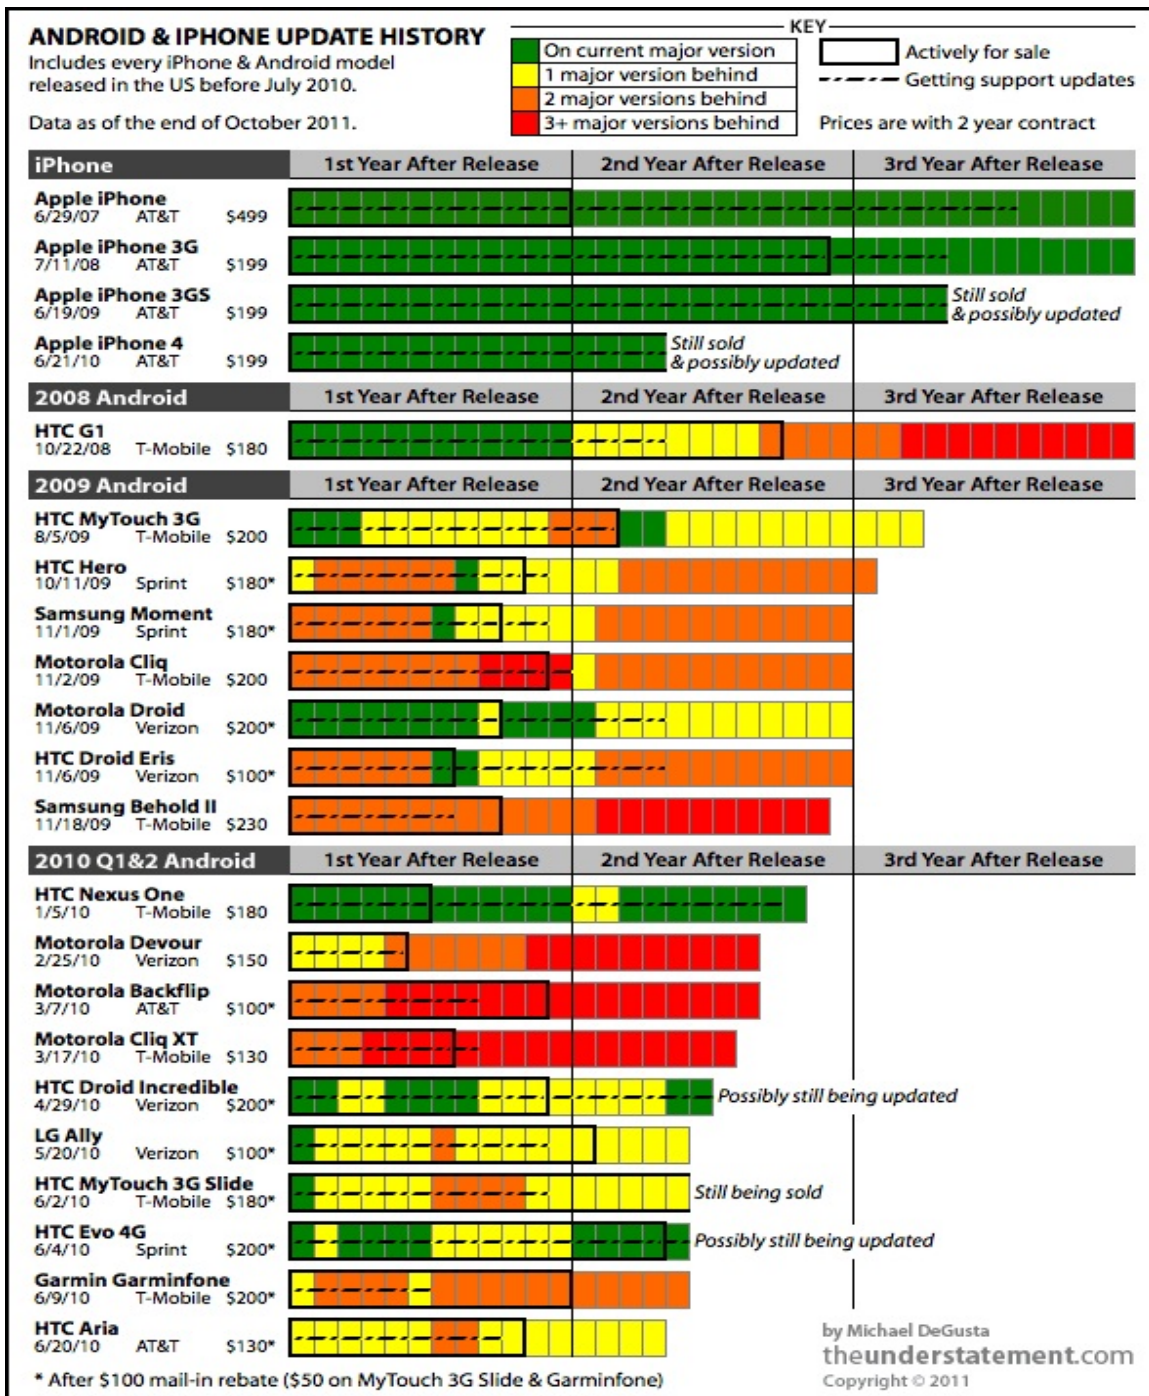 ANDROID & IPHONE UPDATE HISTORY
Includes every iPhone & Android model
released in the US before July 2010.
Data as of the end of October 2011.
KEY
On current major version
1 major version behind
2 major versions behind
3+ major versions behind
Actively for sale
Getting support updates
Prices are with 2 year contract
iPhone 1st Year After Release 2nd Year After Release 3rd Year After Release
Apple iPhone
6/29/07 AT&T $499
Apple iPhone 3G
7/11/08 AT&T $199
Apple iPhone 3GS
6/19/09 AT&T $199
Still sold
& possibly updated
Apple iPhone 4
6/21/10 AT&T $199
Still sold
& possibly updated
2008 Android 1st Year After Release 2nd Year After Release 3rd Year After Release
HTC G1
10/22/08 T-Mobile $180
2009 Android 1st Year After Release 2nd Year After Release 3rd Year After Release
HTC MyTouch 3G
8/5/09 T-Mobile $200
HTC Hero
10/11/09 Sprint $180*
Samsung Moment
11/1/09 Sprint $180*
Motorola Cliq
11/2/09 T-Mobile $200
Motorola Droid
11/6/09 Verizon $200*
HTC Droid Eris
11/6/09 Verizon $100*
Samsung Behold II
11/18/09 T-Mobile $230
2010 Q1&2 Android 1st Year After Release 2nd Year After Release 3rd Year After Release
HTC Nexus One
1/5/10 T-Mobile $180
Motorola Devour
2/25/10 Verizon $150
Motorola Backflip
3/7/10 AT&T $100*
Motorola Cliq XT
3/17/10 T-Mobile $130
HTC Droid Incredible
4/29/10 Verizon $200*
Possibly still being updated
LG Ally
5/20/10 Verizon $100*
HTC MyTouch 3G Slide
6/2/10 T-Mobile $180*
Still being sold
HTC Evo 4G
6/4/10 Sprint $200*
Possibly still being updated
Garmin Garminfone
6/9/10 T-Mobile $200*
HTC Aria
6/20/10 AT&T $130*
* After $100 mail-in rebate ($50 on MyTouch 3G Slide & Garminfone)
by Michael DeGusta
theunderstatement.com
Copyright © 2011